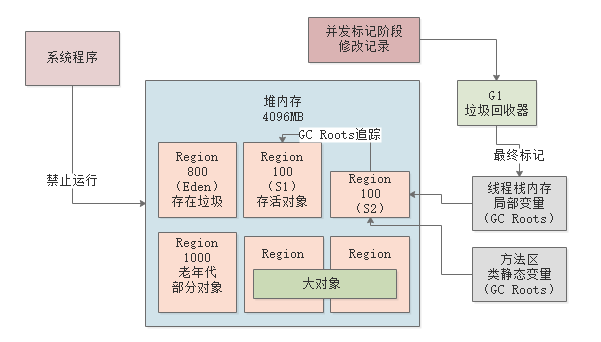 并发标记阶段
修改记录
系统程序
堆内存
4096MB
G1
垃圾回收器
GC Roots追踪
最终标记
禁止运行
Region
800
（Eden）
存在垃圾
Region
100
（S1）
存活对象
Region
100
（S2）
线程栈内存
局部变量
（GC Roots）
Region
1000
老年代
部分对象
Region
Region
大对象
方法区
类静态变量
（GC Roots）